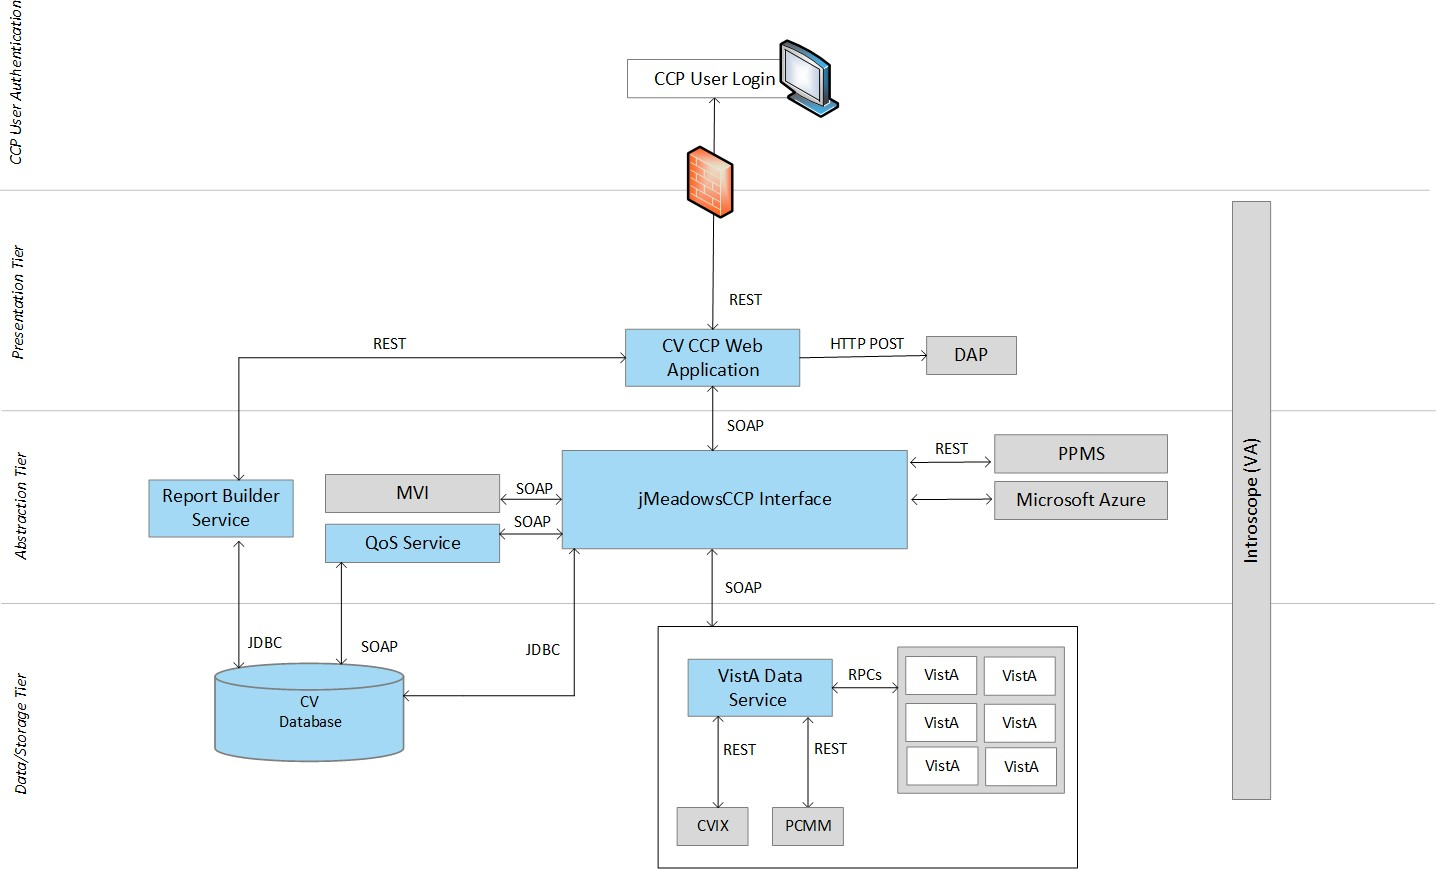 CCP User Authentication
CCP User Login
Presentation Tier
REST
REST
CV CCP Web
Application
HTTP POST
DAP
Abstraction Tier
SOAP
Report Builder
Service
MVI
SOAP
QoS Service
SOAP
jMeadowsCCP Interface
REST
PPMS
Microsoft Azure
Introscope (VA)
SOAP
Data/Storage Tier
JDBC
SOAP
JDBC
CV
Database
VistA Data
Service
RPCs
VistA
VistA
VistA
VistA
VistA
VistA
REST
REST
CVIX
PCMM